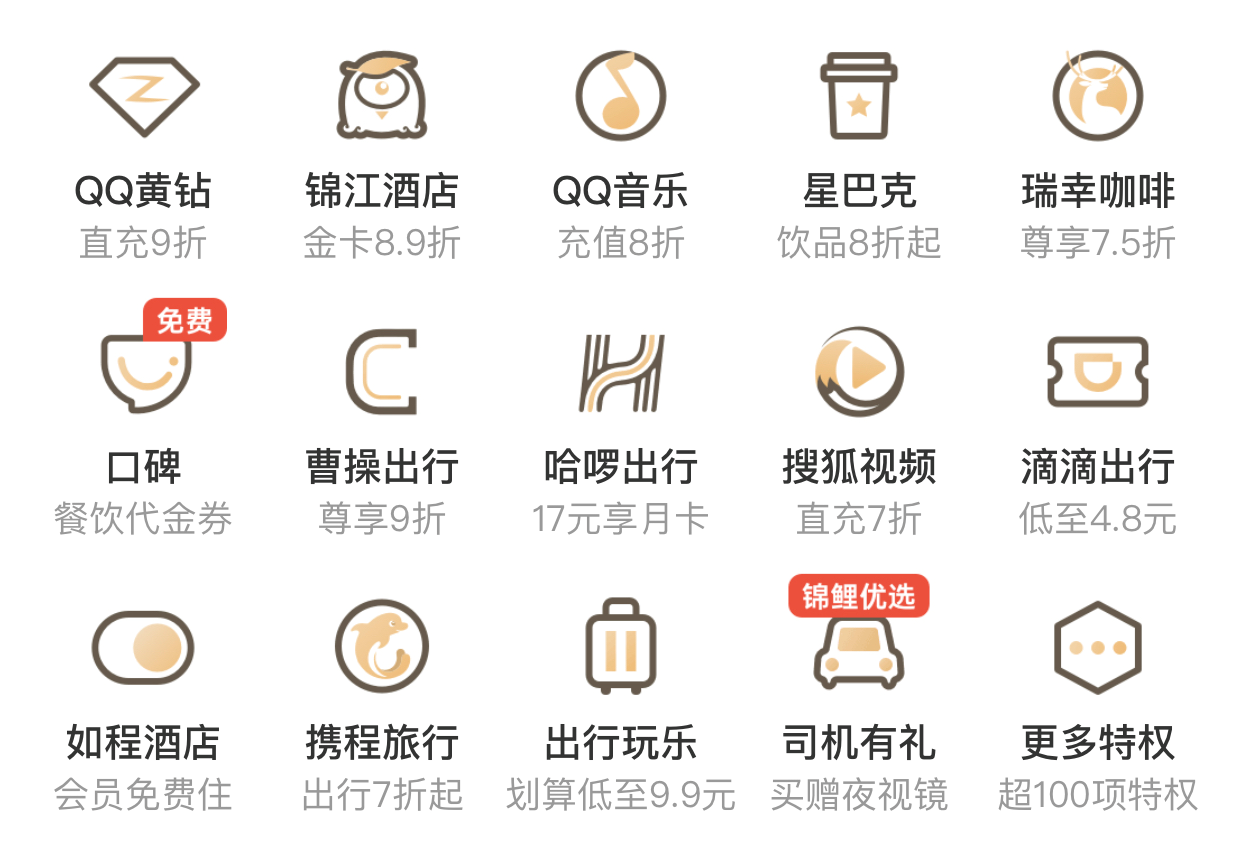 QQ黄钻
锦江酒店
QQ音乐
星巴克
瑞幸咖啡
直充9折
金卡8.9折
充值8折
饮品8折起
尊享7.5折
免费
口碑
曹操出行
哈啰出行
搜狐视频
滴滴出行
餐饮代金券
尊享9折
17元享月卡
直充7折
低至4.8元
锦鲤优选
如程酒店
携程旅行
出行玩乐
司机有礼
更多特权
会员免费住
出行7折起
划算低至9.9元
买赠夜视镜
超100项特权